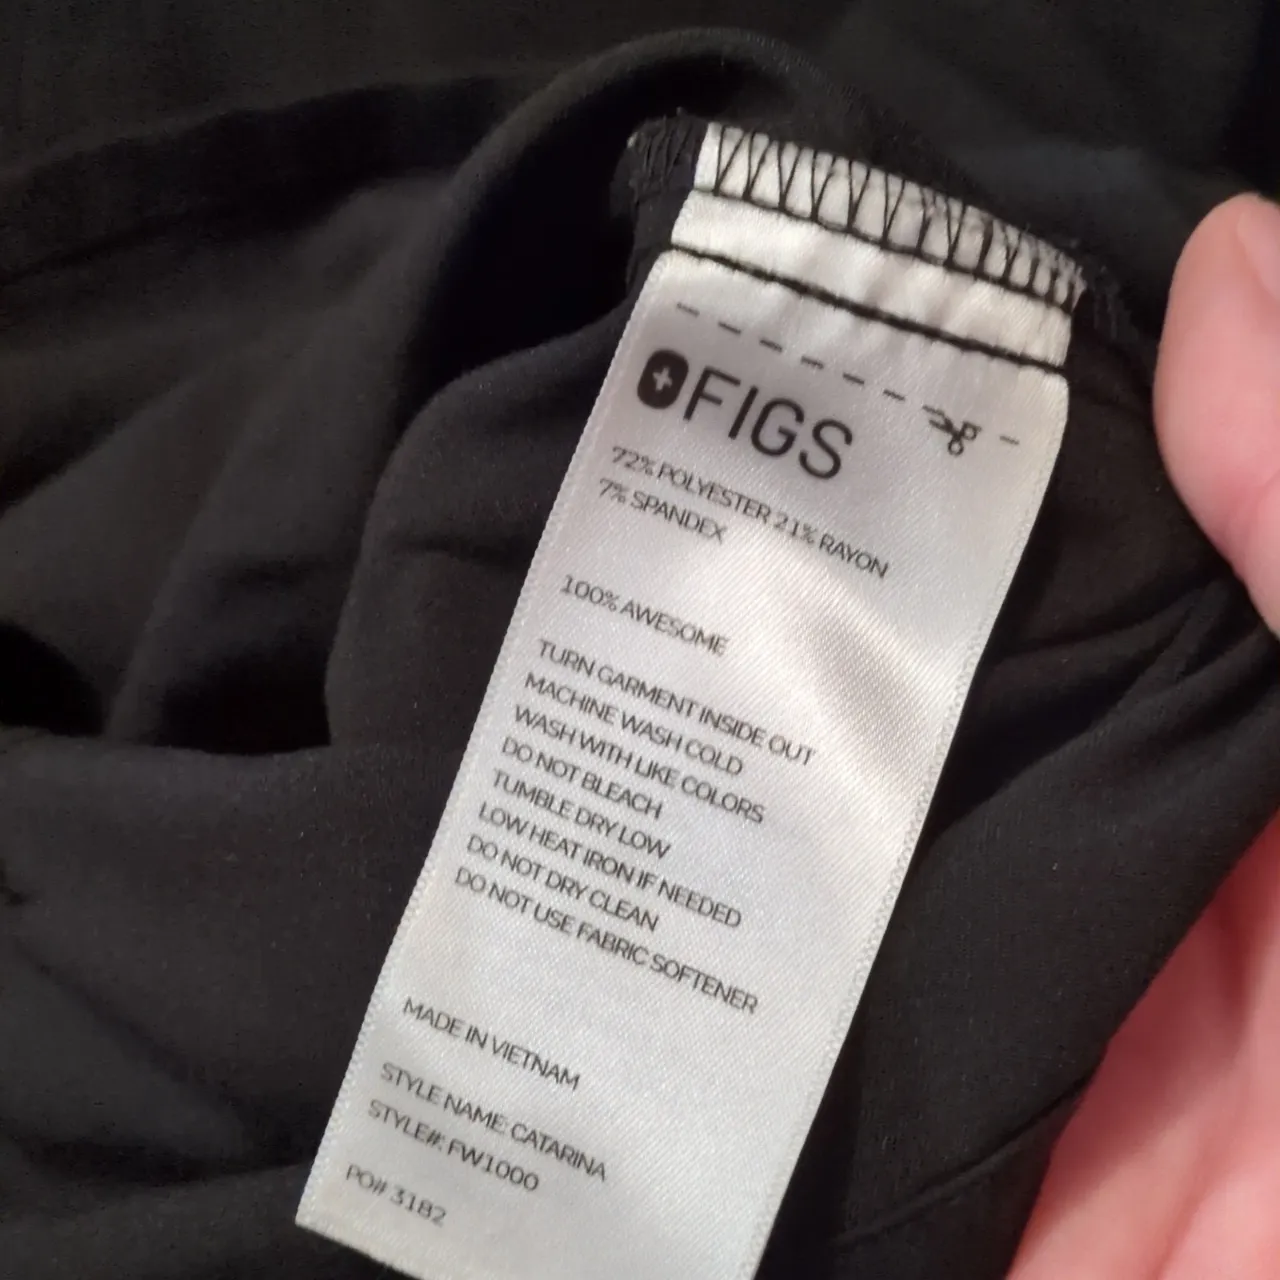 FIGS
72% POLYESTER 21% RAYON
7% SPANDEX
100% AWESOME
TURN GARMENT INSIDE OUT
MACHINE WASH COLD
WASH WITH LIKE COLORS
DO NOT BLEACH
TUMBLE DRY LOW
LOW HEAT IRON IF NEEDED
DO NOT DRY CLEAN
DO NOT USE FABRIC SOFTENER
MADE IN VIETNAM
STYLE NAME: CATARINA
STYLE#: FW1000
PO# 3182